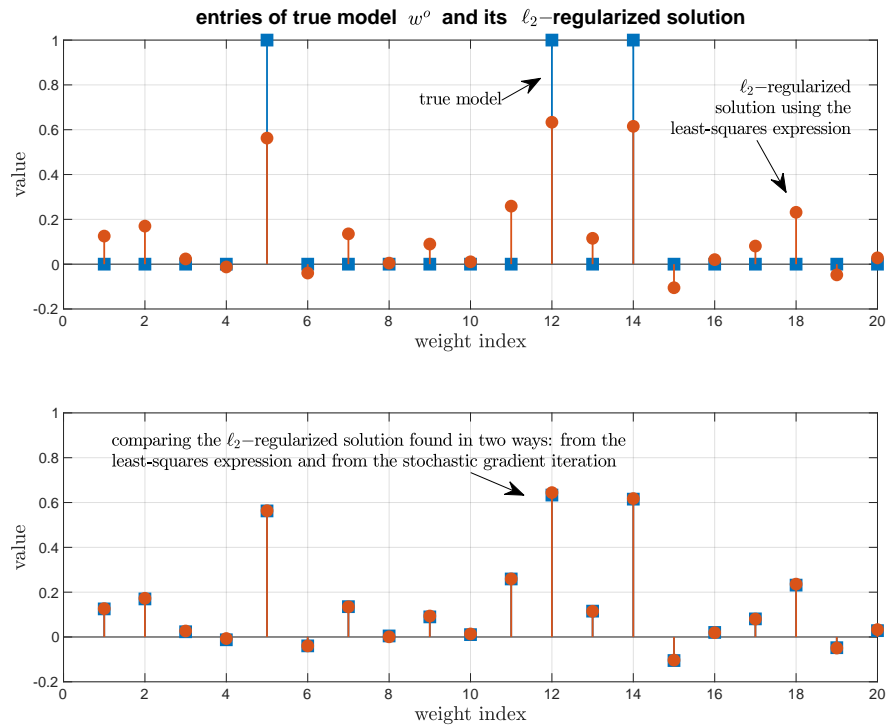 entries of true model wᵒ and its ℓ₂−regularized solution
1
0.8
0.6
0.4
0.2
0
-0.2
value
true model
ℓ₂−regularized
solution using the
least-squares expression
0 2 4 6 8 10 12 14 16 18 20
weight index
1
0.8
0.6
0.4
0.2
0
-0.2
value
comparing the ℓ₂−regularized solution found in two ways: from the
least-squares expression and from the stochastic gradient iteration
0 2 4 6 8 10 12 14 16 18 20
weight index